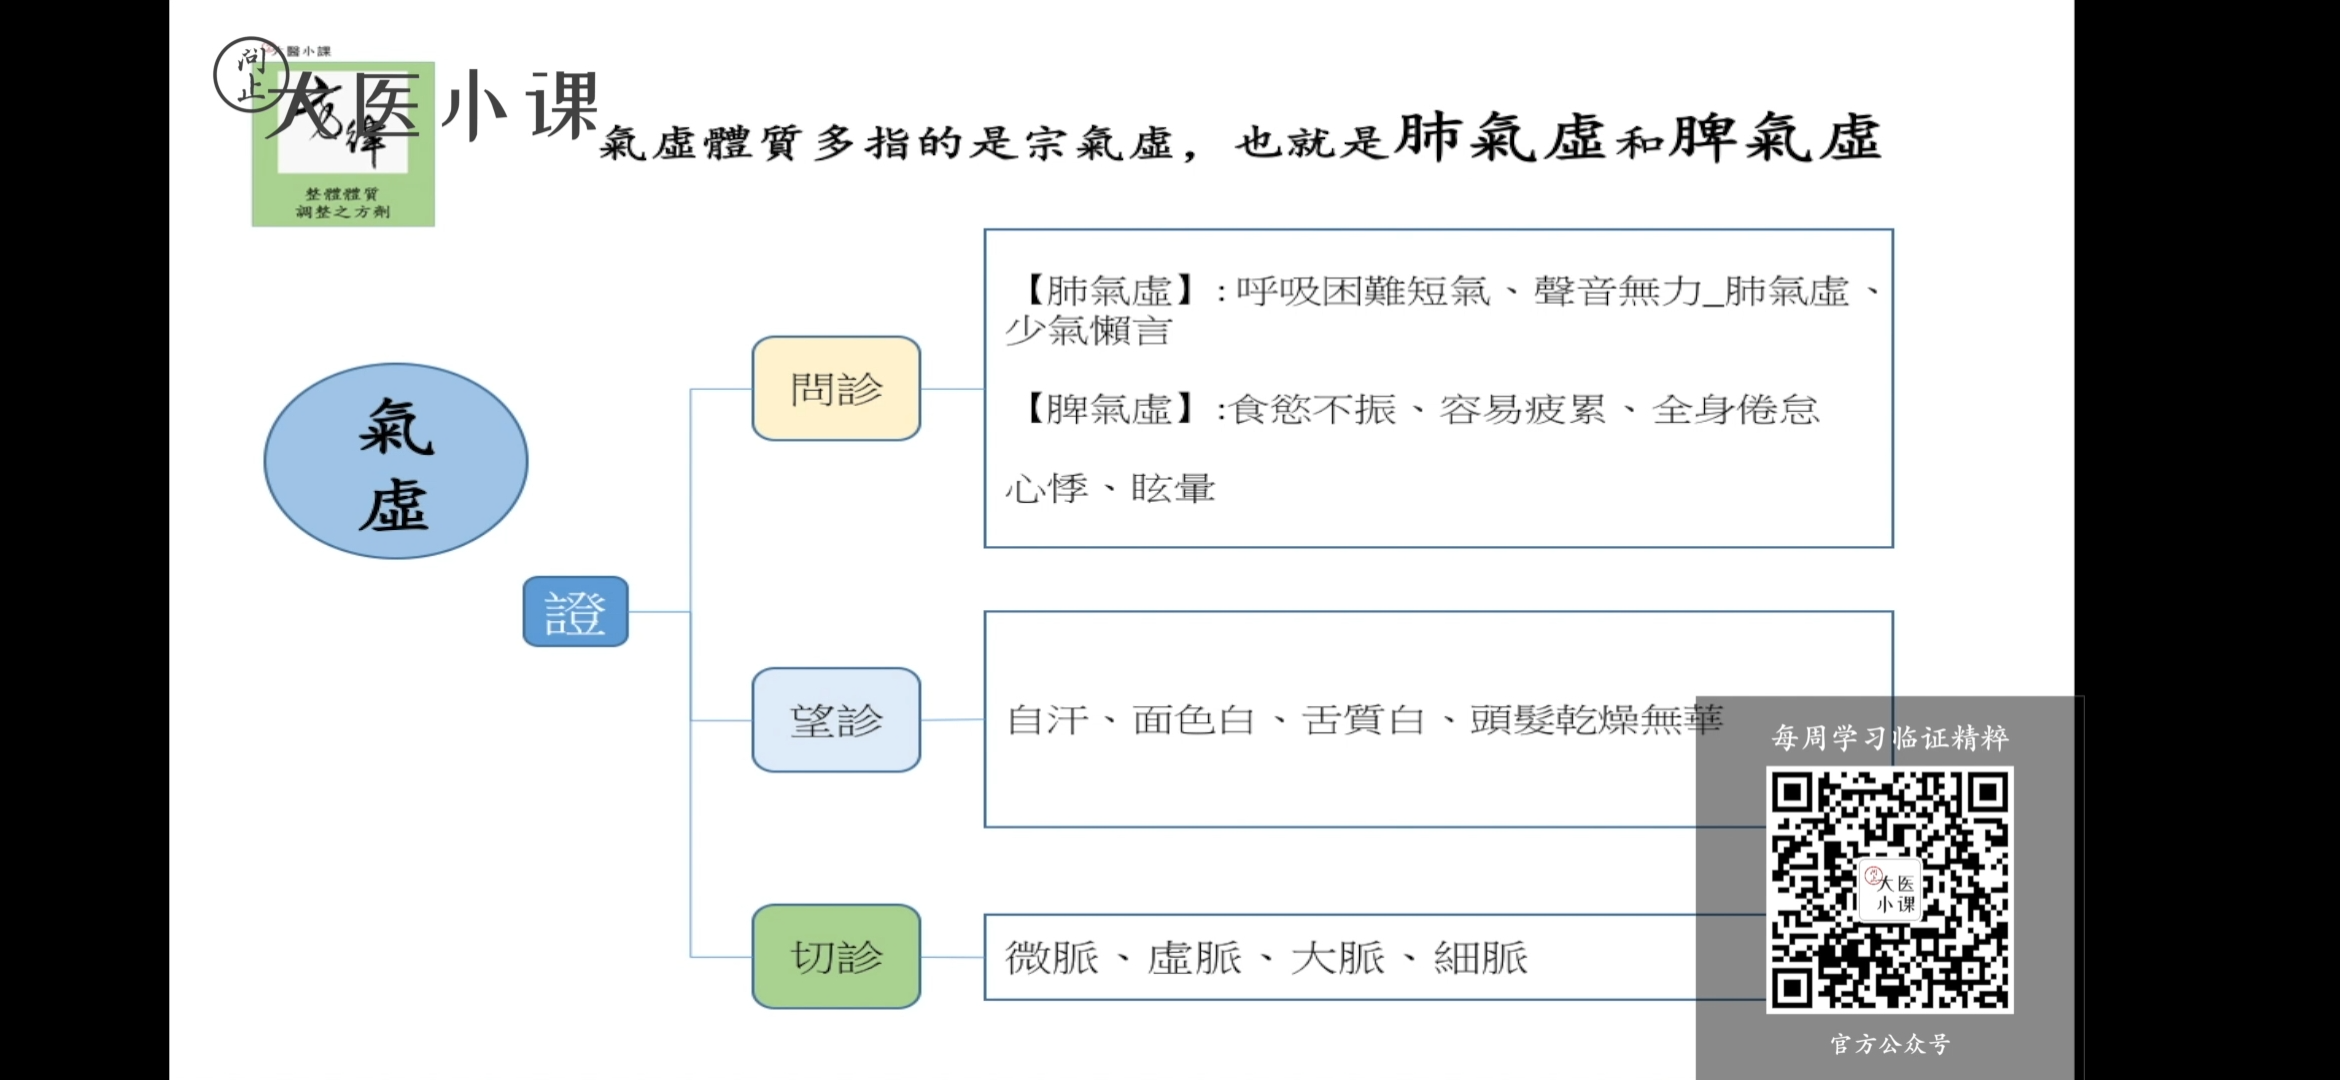 問止
大醫小課
大医小课
整體體質
調整之方劑
氣虛體質多指的是宗氣虛，也就是肺氣虛和脾氣虛
氣
虛
證
問診
【肺氣虛】:呼吸困難短氣、聲音無力_肺氣虛、
少氣懶言
【脾氣虛】:食慾不振、容易疲累、全身倦怠
心悸、眩暈
望診
自汗、面色白、舌質白、頭髮乾燥無華
切診
微脈、虛脈、大脈、細脈
每周学习临证精粹
大医
小课
官方公众号